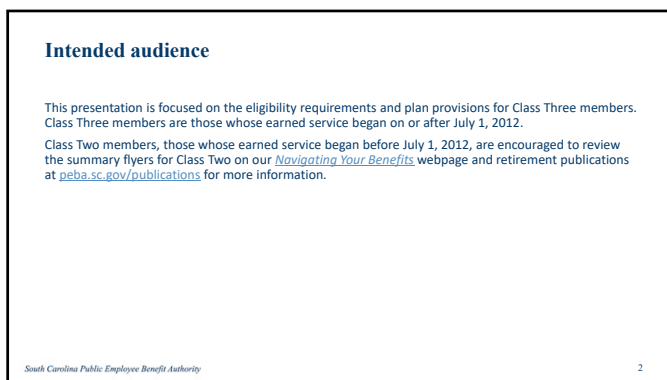 Intended audience
This presentation is focused on the eligibility requirements and plan provisions for Class Three members.
Class Three members are those whose earned service began on or after July 1, 2012.
Class Two members, those whose earned service began before July 1, 2012, are encouraged to review
the summary flyers for Class Two on our Navigating Your Benefits webpage and retirement publications
at peba.sc.gov/publications for more information.
South Carolina Public Employee Benefit Authority
2